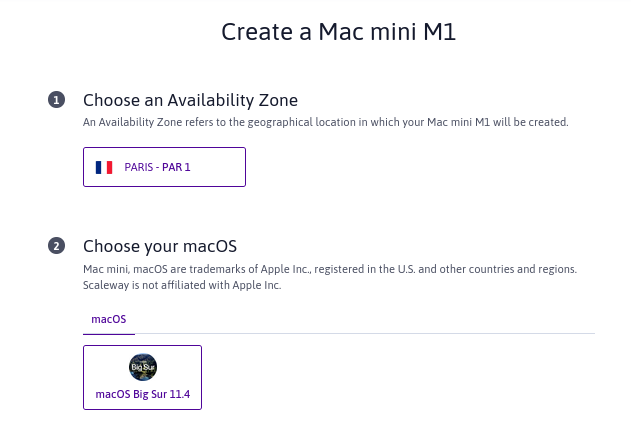 Create a Mac mini M1
1
Choose an Availability Zone
An Availability Zone refers to the geographical location in which your Mac mini M1 will be created.
PARIS - PAR 1
2
Choose your macOS
Mac mini, macOS are trademarks of Apple Inc., registered in the U.S. and other countries and regions.
Scaleway is not affiliated with Apple Inc.
macOS
Big Sur
macOS Big Sur 11.4